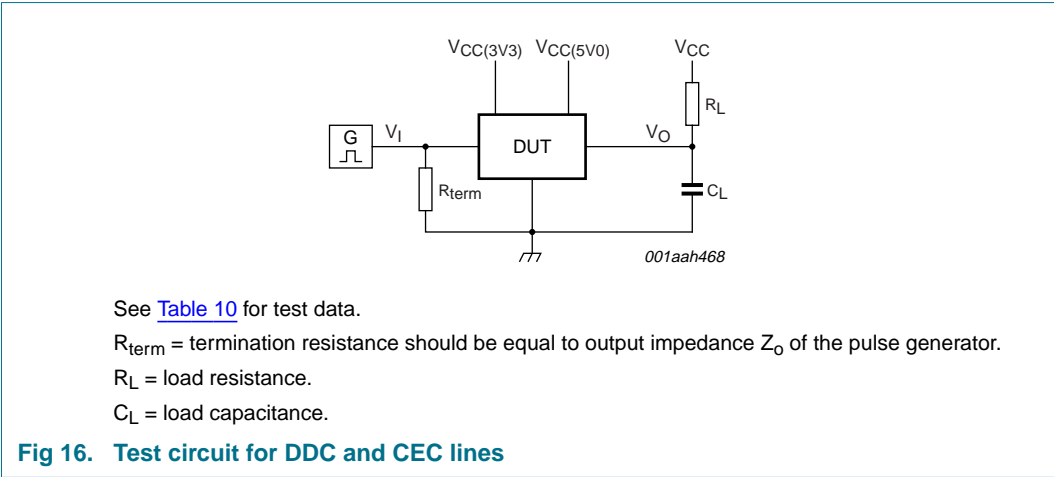 VCC(3V3) VCC(5V0) VCC
RL
G VI DUT VO
Rterm CL
001aah468
See Table 10 for test data.
Rterm = termination resistance should be equal to output impedance Zo of the pulse generator.
RL = load resistance.
CL = load capacitance.
Fig 16. Test circuit for DDC and CEC lines